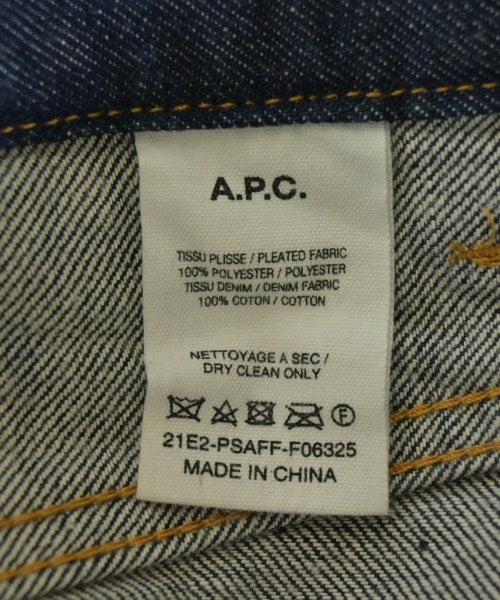 A.P.C.
TISSU PLISSE / PLEATED FABRIC
100% POLYESTER / POLYESTER
TISSU DENIM / DENIM FABRIC
100% COTON / COTTON
NETTOYAGE A SEC /
DRY CLEAN ONLY
F
21E2-PSAFF-F06325
MADE IN CHINA